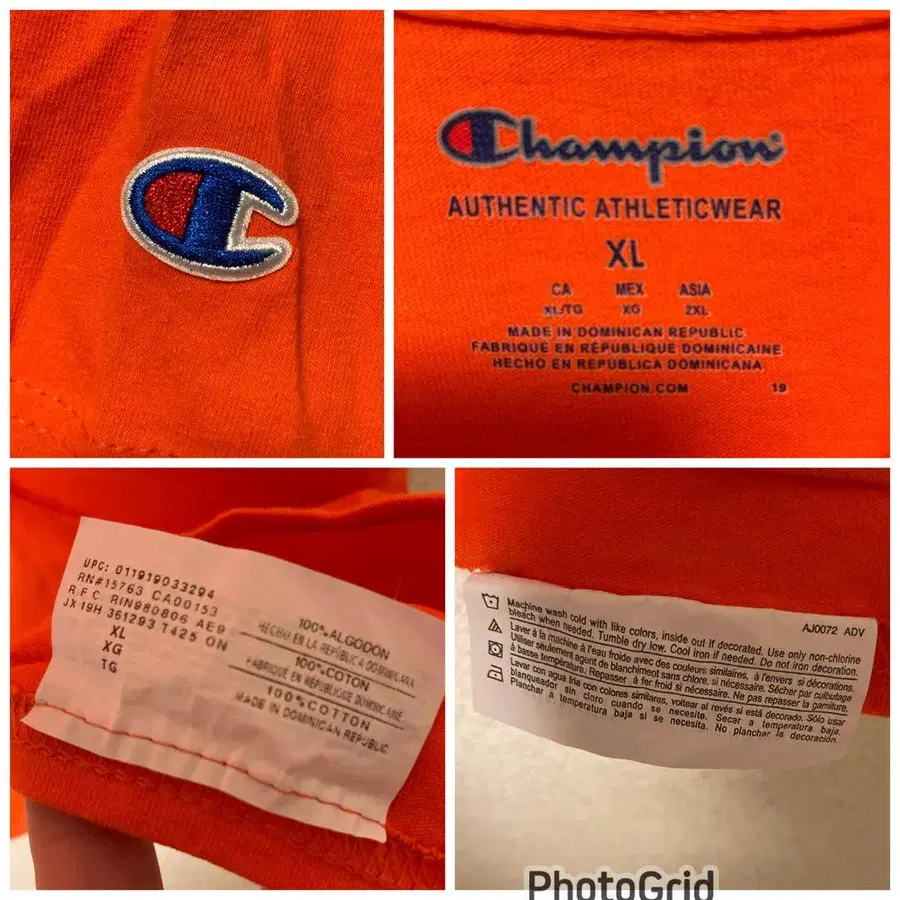 Champion
AUTHENTIC ATHLETICWEAR
XL
CA MEX ASIA
XL/TG XG 2XL
MADE IN DOMINICAN REPUBLIC
FABRIQUÉ EN RÉPUBLIQUE DOMINICAINE
HECHO EN REPÚBLICA DOMINICANA
CHAMPION.COM 19
UPC: 011919033294
RN#15763 CA00153
R.F.C. RIN980806 AE9
JX19H 361293 T425 ON
XL
XG
TG
100% ALGODON
HECHO EN LA REPÚBLICA DOMINICANA
100% COTON
FABRIQUÉ EN RÉPUBLIQUE DOMINICAINE
100% COTTON
MADE IN DOMINICAN REPUBLIC
AJ0072 ADV
Machine wash cold with like colors, inside out if decorated. Use only non-chlorine
bleach when needed. Tumble dry low. Cool iron if needed. Do not iron decoration.
Laver à la machine à l'eau froide avec des couleurs similaires, à l'envers si décorations.
Utiliser seulement agent de blanchiment sans chlore, si nécessaire. Sécher par culbutage
à basse température. Repasser à fer froid si nécessaire. Ne pas repasser la garniture.
Lavar con agua fria con colores similares, voltear al revés si está decorado. Sólo usar
blanqueador sin cloro cuando se necesite. Secar a temperatura baja.
Planchar a temperatura baja si se necesita. No planchar la decoración.
PhotoGrid